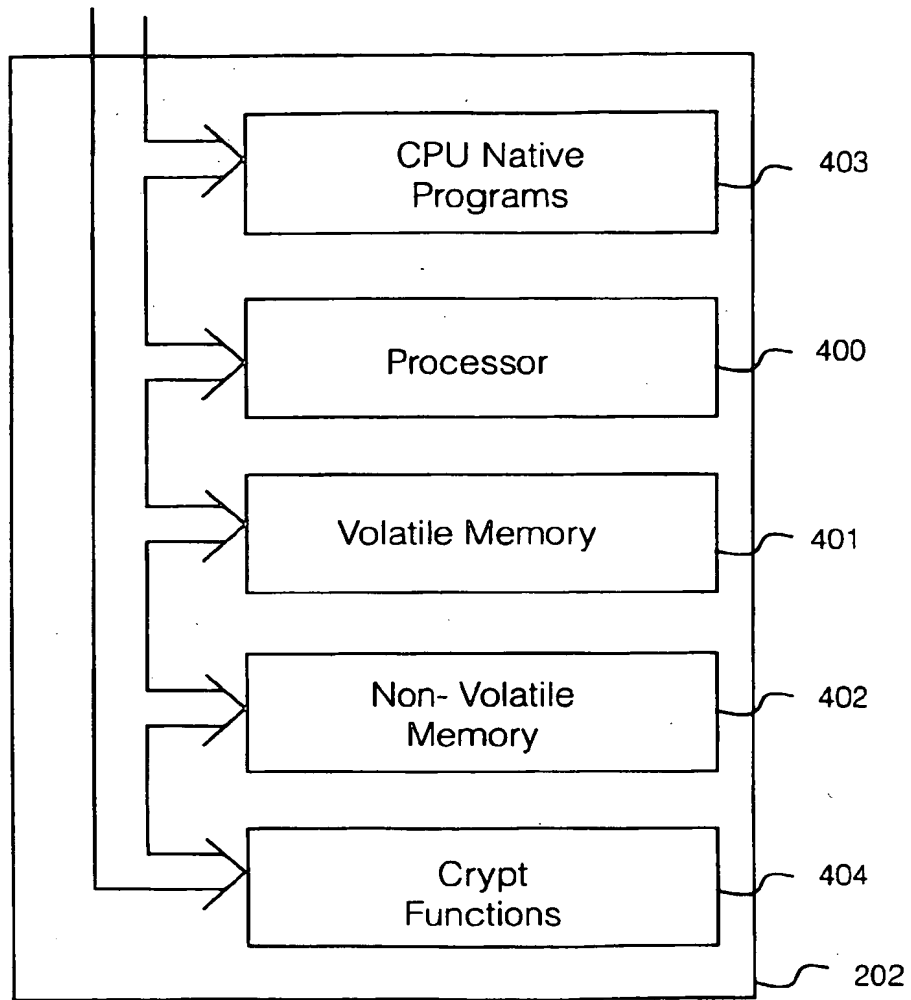 CPU Native
Programs
403
Processor
400
Volatile Memory
401
Non- Volatile
Memory
402
Crypt
Functions
404
202